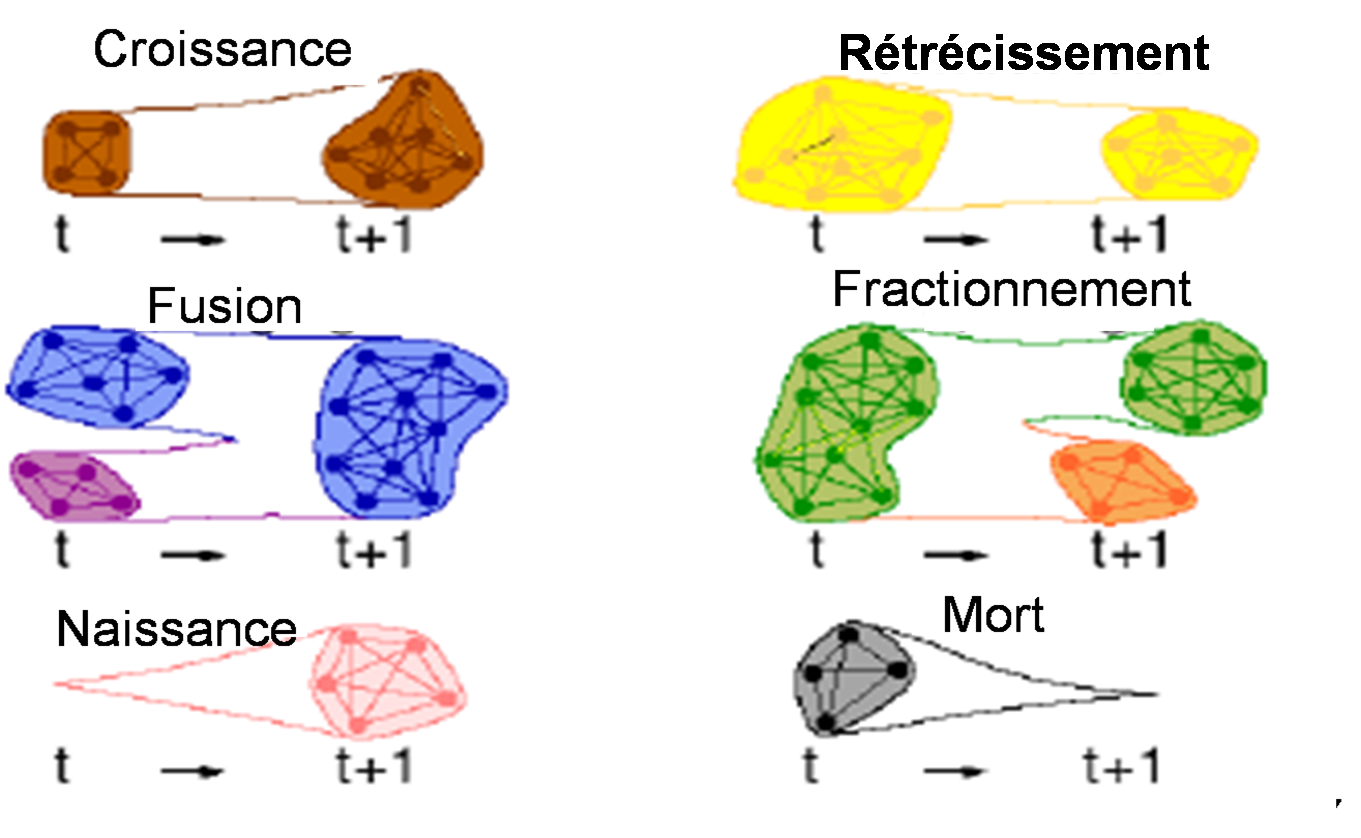 Croissance
Rétrécissement
t → t+1
t → t+1
Fusion
Fractionnement
t → t+1
t → t+1
Naissance
Mort
t → t+1
t → t+1